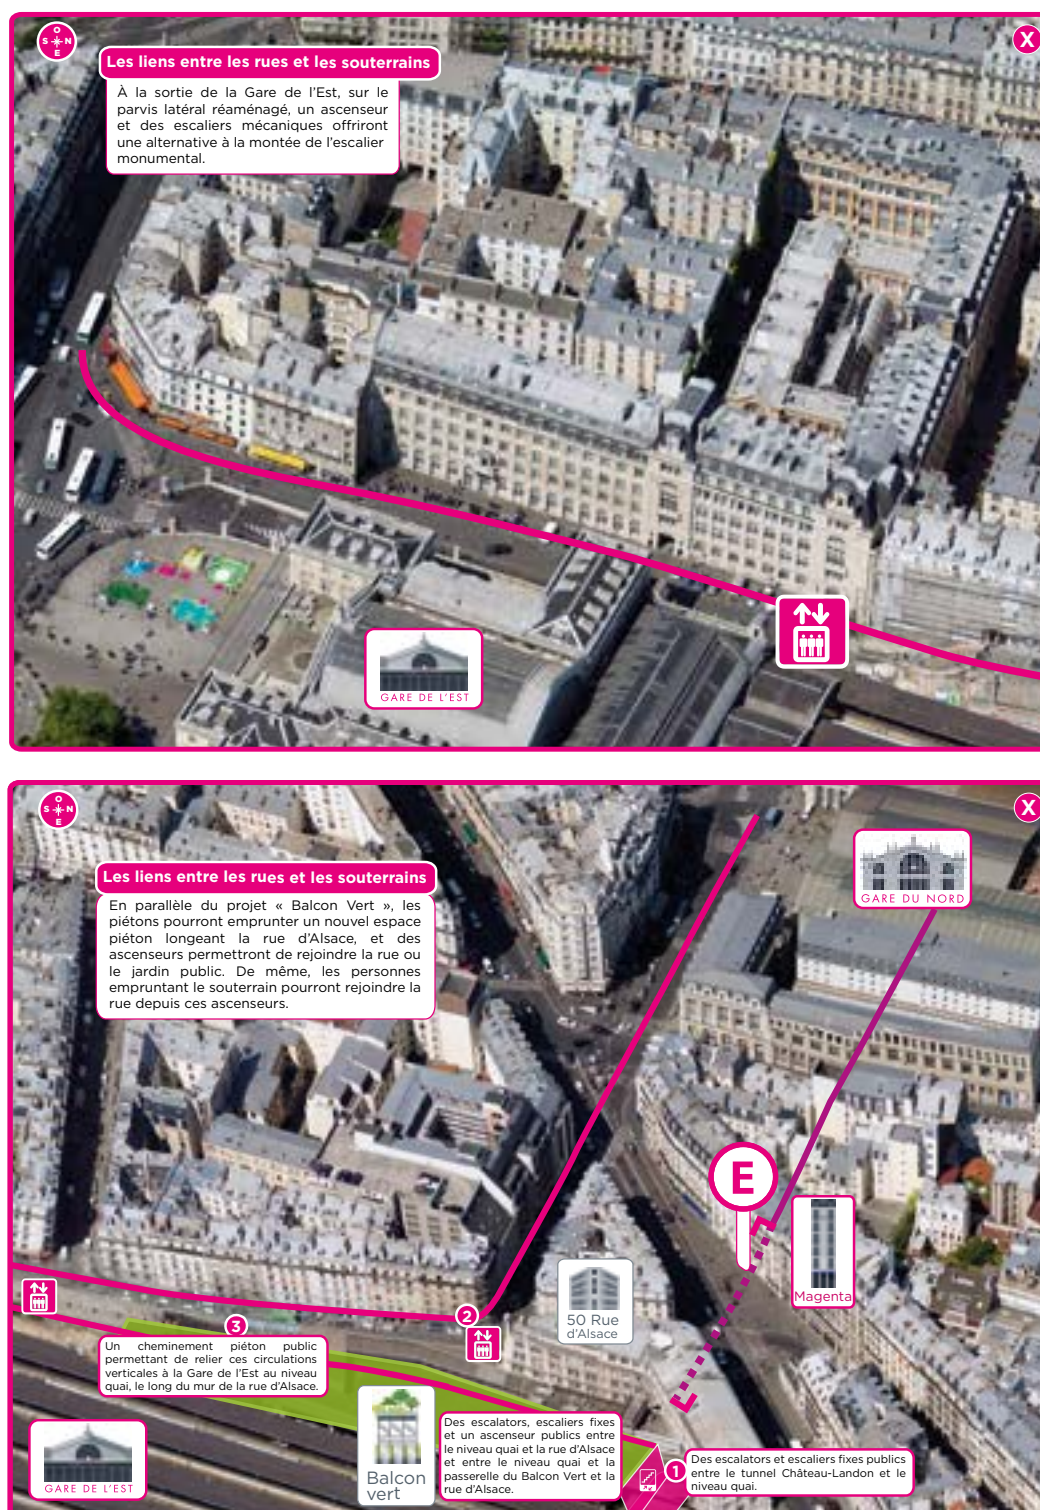 O
S N
E
X
Les liens entre les rues et les souterrains
À la sortie de la Gare de l'Est, sur le
parvis latéral réaménagé, un ascenseur
et des escaliers mécaniques offriront
une alternative à la montée de l'escalier
monumental.
GARE DE L'EST
O
S N
E
X
GARE DU NORD
Les liens entre les rues et les souterrains
En parallèle du projet « Balcon Vert », les
piétons pourront emprunter un nouvel espace
piéton longeant la rue d'Alsace, et des
ascenseurs permettront de rejoindre la rue ou
le jardin public. De même, les personnes
empruntant le souterrain pourront rejoindre la
rue depuis ces ascenseurs.
E
Magenta
50 Rue
d'Alsace
2
3
Un cheminement piéton public
permettant de relier ces circulations
verticales à la Gare de l'Est au niveau
quai, le long du mur de la rue d'Alsace.
GARE DE L'EST
Balcon
vert
Des escalators, escaliers fixes
et un ascenseur publics entre
le niveau quai et la rue d'Alsace
et entre le niveau quai et la
passerelle du Balcon Vert et la
rue d'Alsace.
1
Des escalators et escaliers fixes publics
entre le tunnel Château-Landon et le
niveau quai.